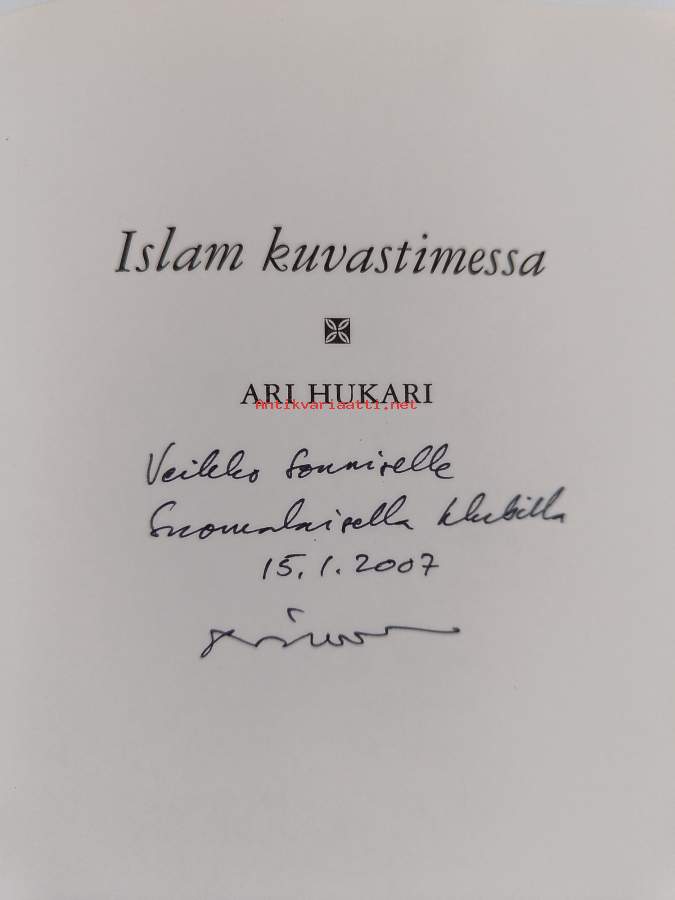 Islam kuvastimessa
ARI HUKARI
Antikvariaatti.net
Veikko Sonniselle
Suomalaisella klubilla
15.1.2007